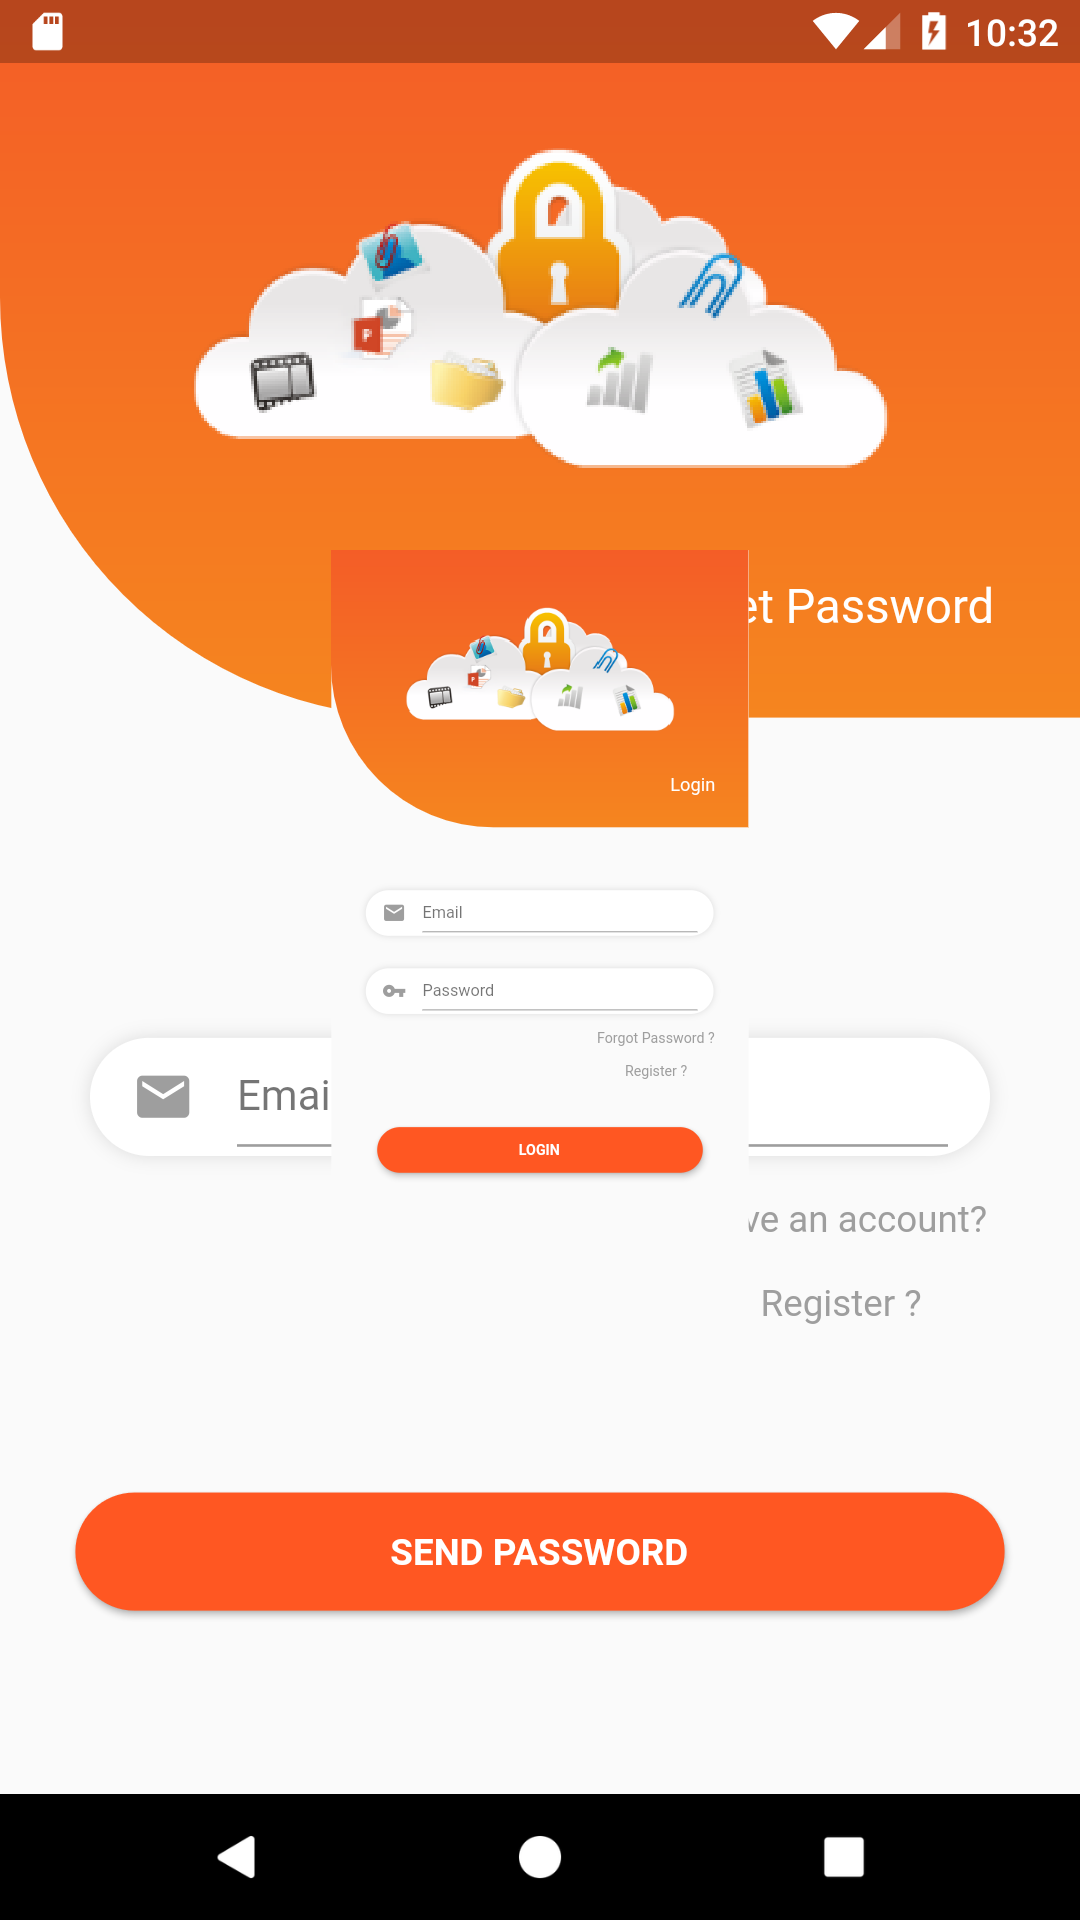 10:32
et Password
Login
Email
Password
Forgot Password ?
Register ?
LOGIN
Emai
ve an account?
Register ?
SEND PASSWORD